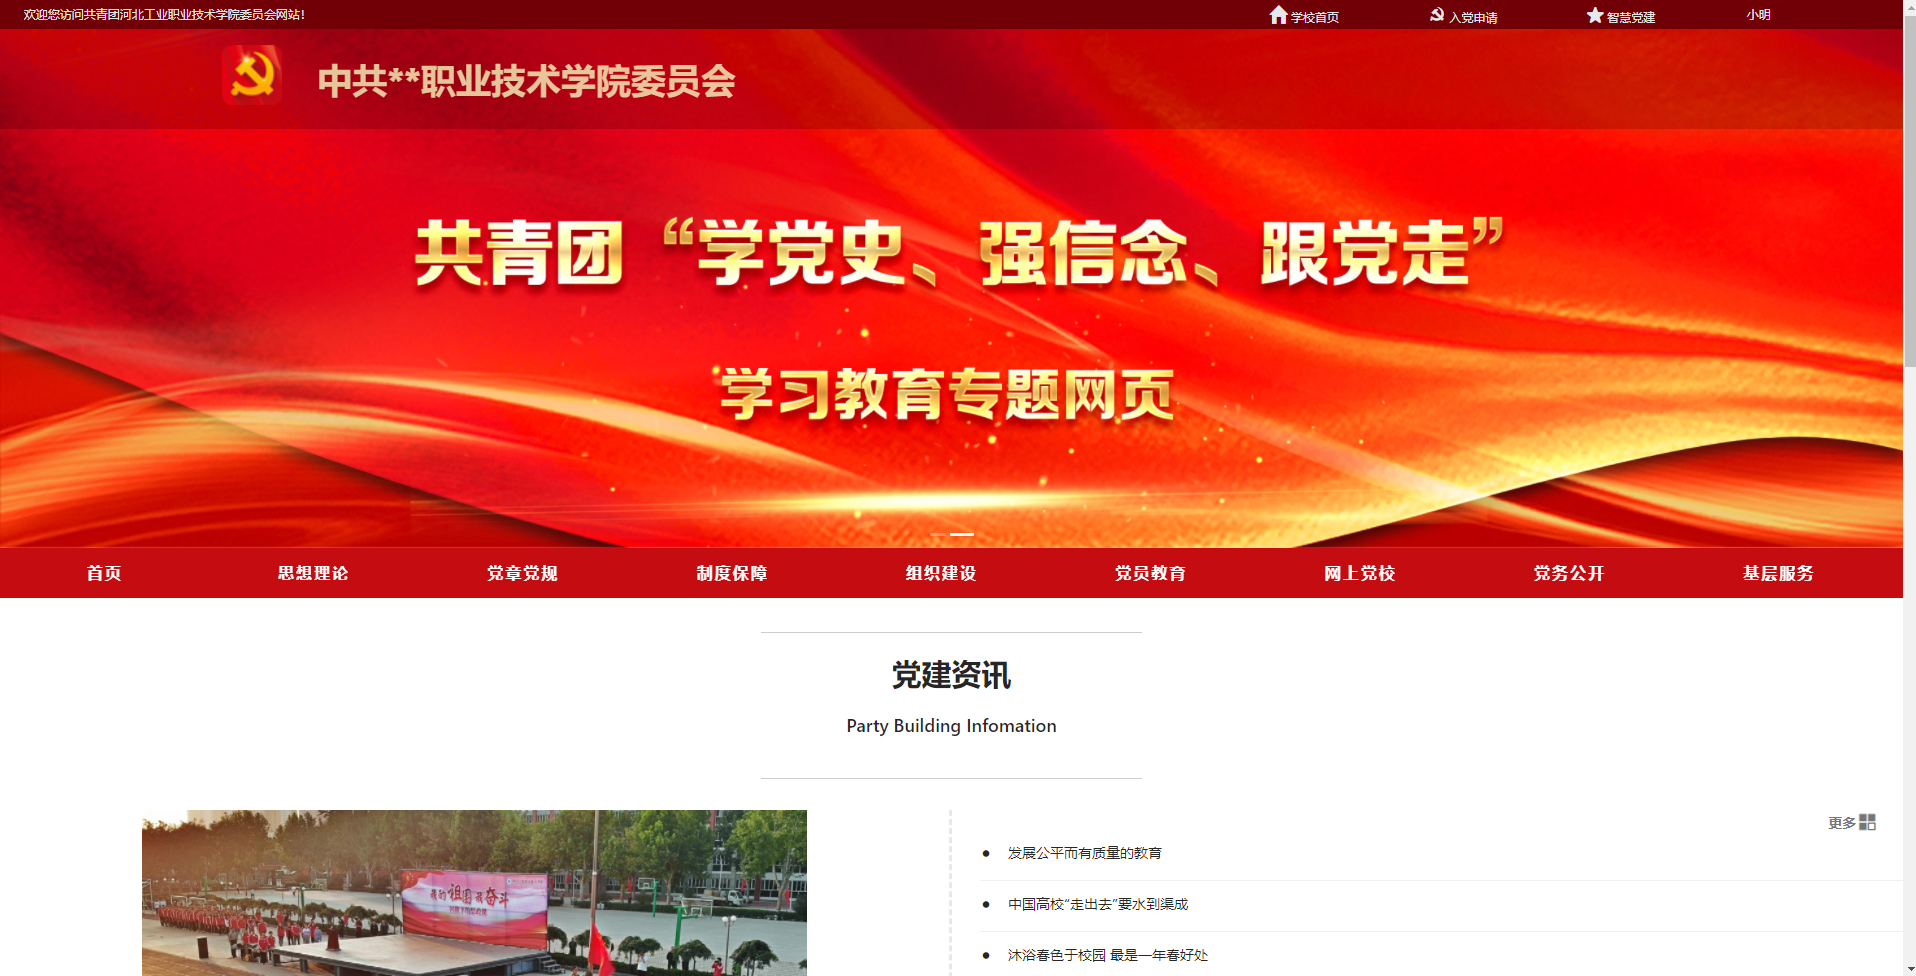 欢迎您访问共青团河北工业职业技术学院委员会网站！
学校首页
入党申请
智慧党建
小明
中共**职业技术学院委员会
共青团 “学党史、强信念、跟党走”
学习教育专题网页
首页
思想理论
党章党规
制度保障
组织建设
党员教育
网上党校
党务公开
基层服务
党建资讯
Party Building Infomation
更多
发展公平而有质量的教育
中国高校“走出去”要水到渠成
沐浴春色于校园 最是一年春好处
我的祖国我奋斗